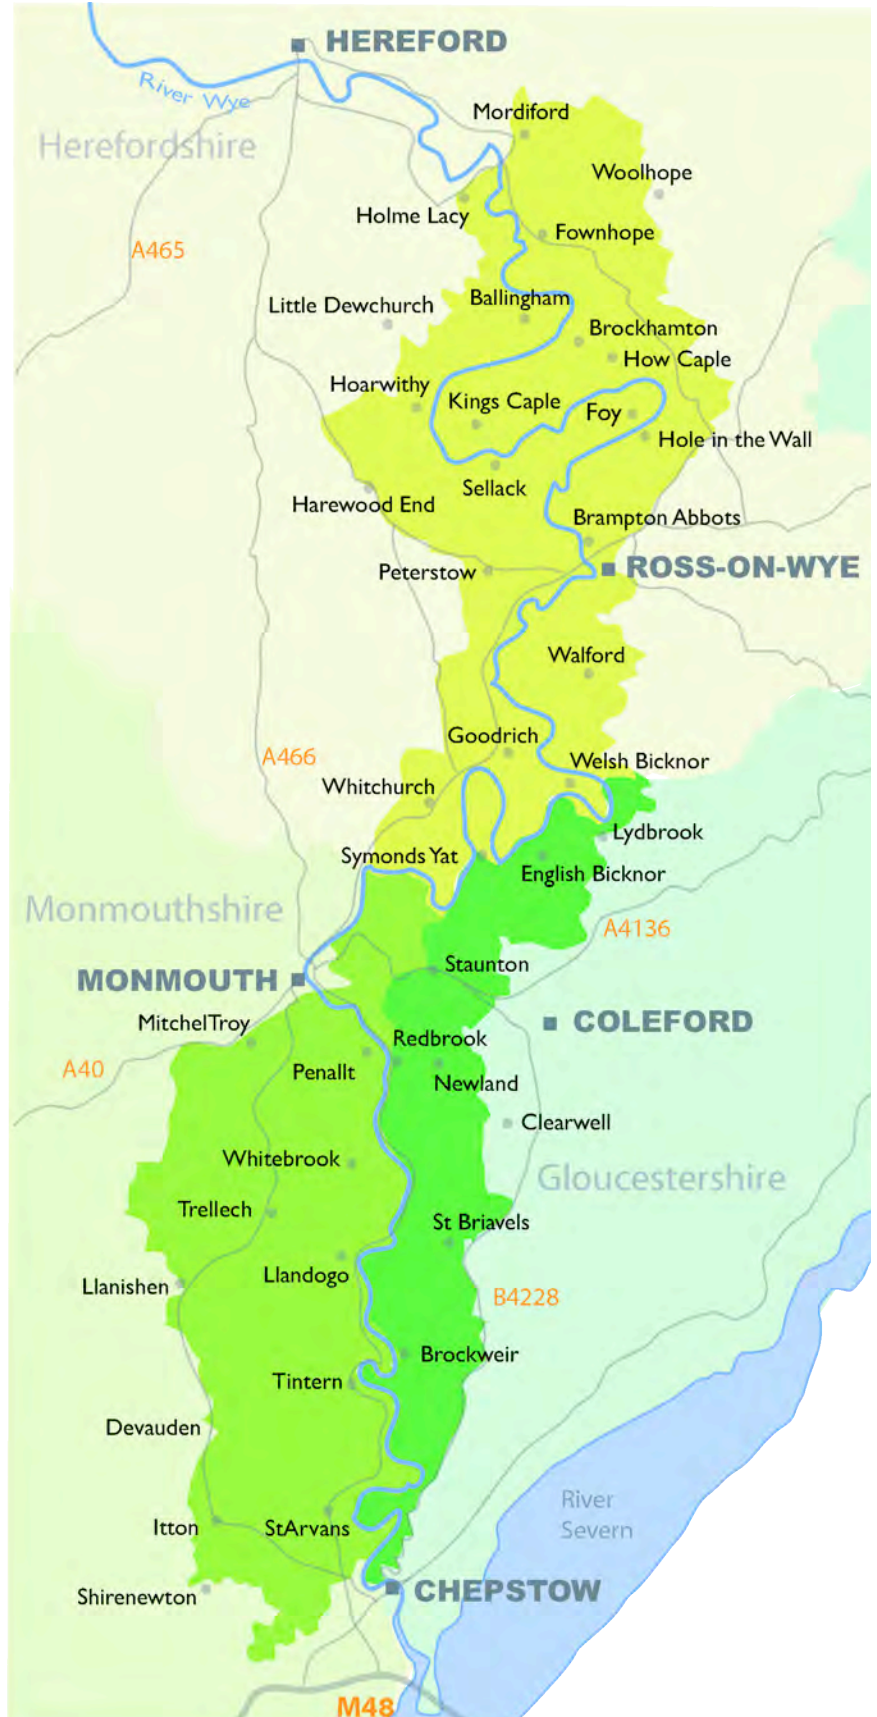 HEREFORD
River Wye
Mordiford
Herefordshire
Woolhope
Holme Lacy
Fownhope
A465
Ballingham
Little Dewchurch
Brockhamton
How Caple
Hoarwithy
Kings Caple
Foy
Hole in the Wall
Sellack
Harewood End
Brampton Abbots
Peterstow
ROSS-ON-WYE
Walford
Goodrich
A466
Welsh Bicknor
Whitchurch
Lydbrook
Symonds Yat
English Bicknor
Monmouthshire
A4136
Staunton
MONMOUTH
COLEFORD
MitchelTroy
Redbrook
A40
Penallt
Newland
Clearwell
Whitebrook
Gloucestershire
Trellech
St Briavels
Llandogo
Llanishen
B4228
Brockweir
Tintern
Devauden
River
Severn
Itton
StArvans
CHEPSTOW
Shirenewton
M48